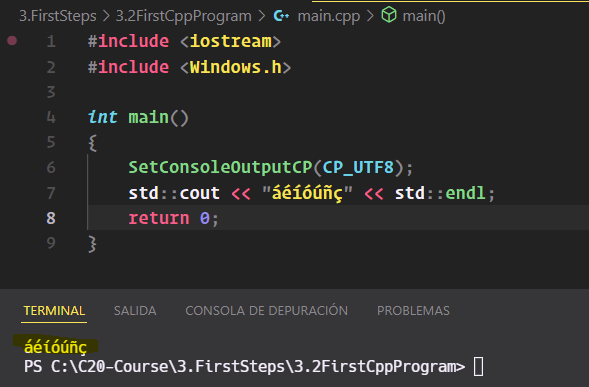 3.FirstSteps > 3.2FirstCppProgram > main.cpp > main()
1 #include <iostream>
2 #include <Windows.h>
3
4 int main()
5 {
6 SetConsoleOutputCP(CP_UTF8);
7 std::cout << "áéíóúñç" << std::endl;
8 return 0;
9 }
TERMINAL SALIDA CONSOLA DE DEPURACIÓN PROBLEMAS
áéíóúñç
PS C:\C20-Course\3.FirstSteps\3.2FirstCppProgram>